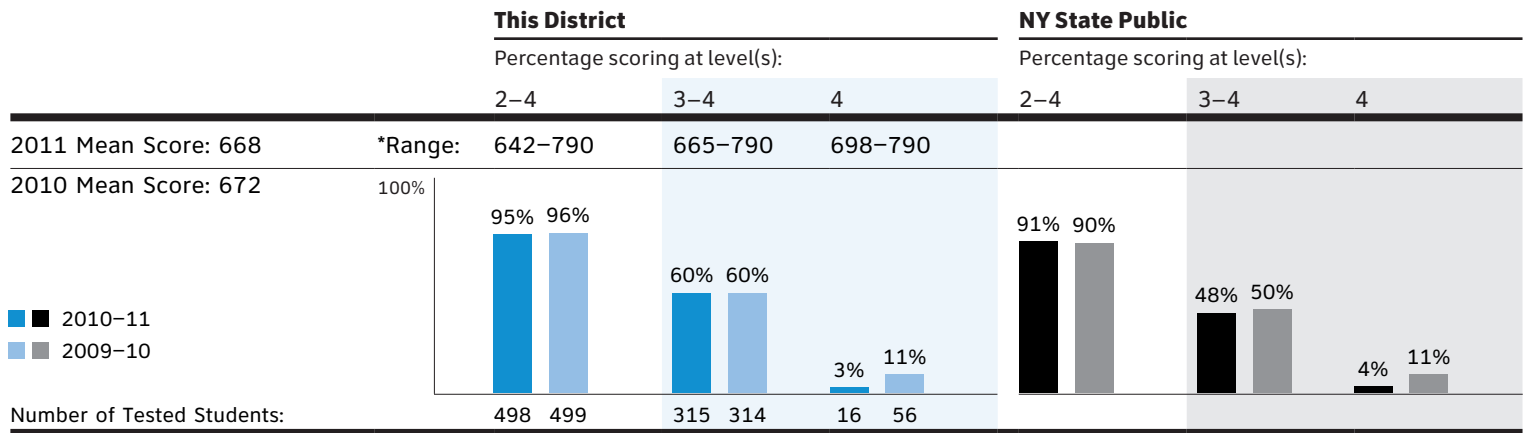 This District NY State Public
Percentage scoring at level(s): Percentage scoring at level(s):
2–4 3–4 4 2–4 3–4 4
2011 Mean Score: 668 *Range: 642–790 665–790 698–790
2010 Mean Score: 672 100%
95% 96% 60% 60% 3% 11% 91% 90% 48% 50% 4% 11%
2010–11
2009–10
Number of Tested Students: 498 499 315 314 16 56